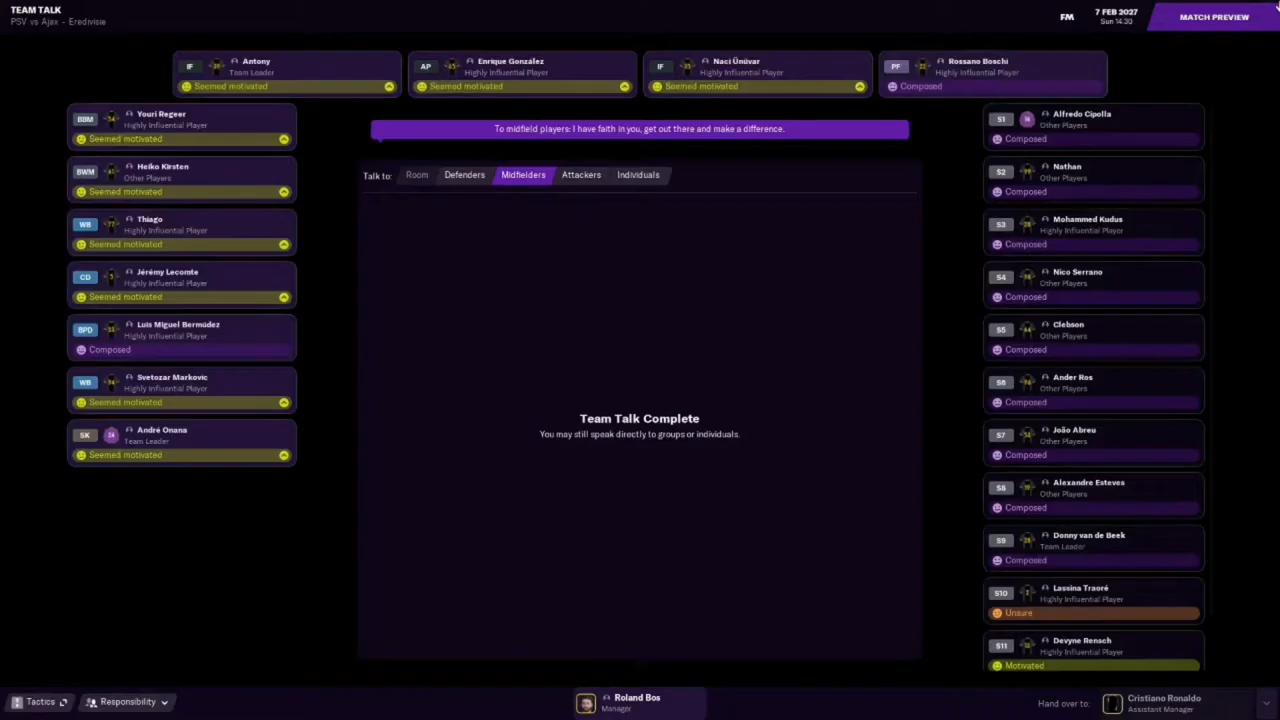 TEAM TALK
PSV vs Ajax - Eredivisie
FM
7 FEB 2027
Sun 14:30
MATCH PREVIEW
IF
Antony
Team Leader
Seemed motivated
AP
Enrique González
Highly Influential Player
Seemed motivated
IF
Naci Ünüvar
Highly Influential Player
Seemed motivated
PF
Rossano Boschi
Highly Influential Player
Composed
BBM
Youri Regeer
Highly Influential Player
Seemed motivated
BWM
Heiko Kirsten
Other Players
Seemed motivated
WB
Thiago
Highly Influential Player
Seemed motivated
CD
Jérémy Lecomte
Highly Influential Player
Seemed motivated
BPD
Luis Miguel Bermúdez
Highly Influential Player
Composed
WB
Svetozar Markovic
Highly Influential Player
Seemed motivated
SK
24
André Onana
Team Leader
Seemed motivated
To midfield players: I have faith in you, get out there and make a difference.
Talk to: Room Defenders Midfielders Attackers Individuals
Team Talk Complete
You may still speak directly to groups or individuals.
S1
16
Alfredo Cipolla
Other Players
Composed
S2
Nathan
Other Players
Composed
S3
Mohammed Kudus
Highly Influential Player
Composed
S4
Nico Serrano
Other Players
Composed
S5
Clebson
Other Players
Composed
S6
Ander Ros
Other Players
Composed
S7
João Abreu
Other Players
Composed
S8
Alexandre Esteves
Other Players
Composed
S9
Donny van de Beek
Team Leader
Composed
S10
Lassina Traoré
Highly Influential Player
Unsure
S11
Devyne Rensch
Highly Influential Player
Motivated
Tactics
Responsibility
Roland Bos
Manager
Hand over to:
Cristiano Ronaldo
Assistant Manager